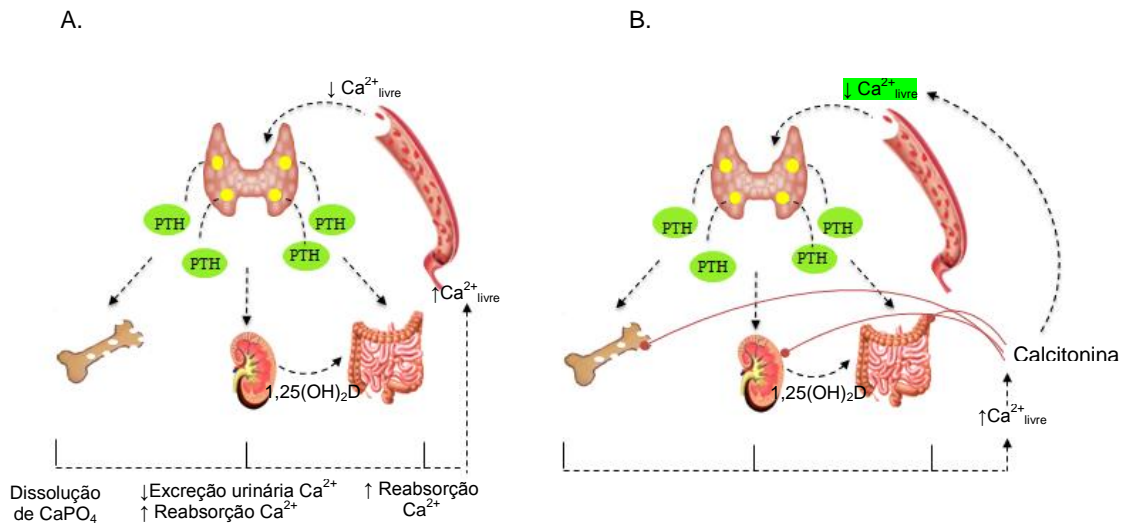 A.
↓ Ca²⁺livre
PTH
PTH
PTH
PTH
↑Ca²⁺livre
1,25(OH)₂D
Dissolução
de CaPO₄
↓Excreção urinária Ca²⁺
↑ Reabsorção Ca²⁺
↑ Reabsorção
Ca²⁺
B.
↓ Ca²⁺livre
PTH
PTH
PTH
PTH
Calcitonina
1,25(OH)₂D
↑Ca²⁺livre